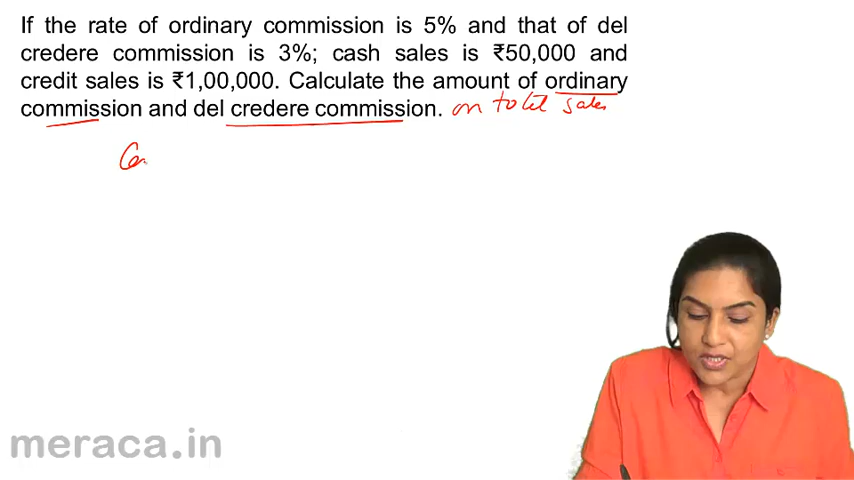 If the rate of ordinary commission is 5% and that of del
credere commission is 3%; cash sales is ₹50,000 and
credit sales is ₹1,00,000. Calculate the amount of ordinary
commission and del credere commission. on total sales
meraca.in